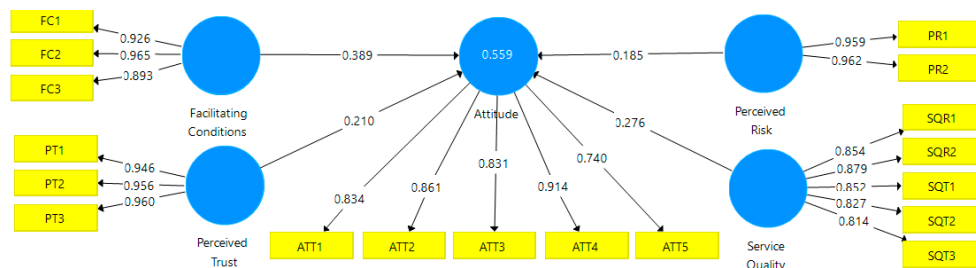 FC1
FC2
FC3
0.926
0.965
0.893
Facilitating
Conditions
0.389
0.559
Attitude
0.185
Perceived
Risk
0.959
0.962
PR1
PR2
PT1
PT2
PT3
0.946
0.956
0.960
Perceived
Trust
0.210
0.276
0.834
0.861
0.831
0.914
0.740
ATT1
ATT2
ATT3
ATT4
ATT5
Service
Quality
0.854
0.879
0.852
0.827
0.814
SQR1
SQR2
SQT1
SQT2
SQT3